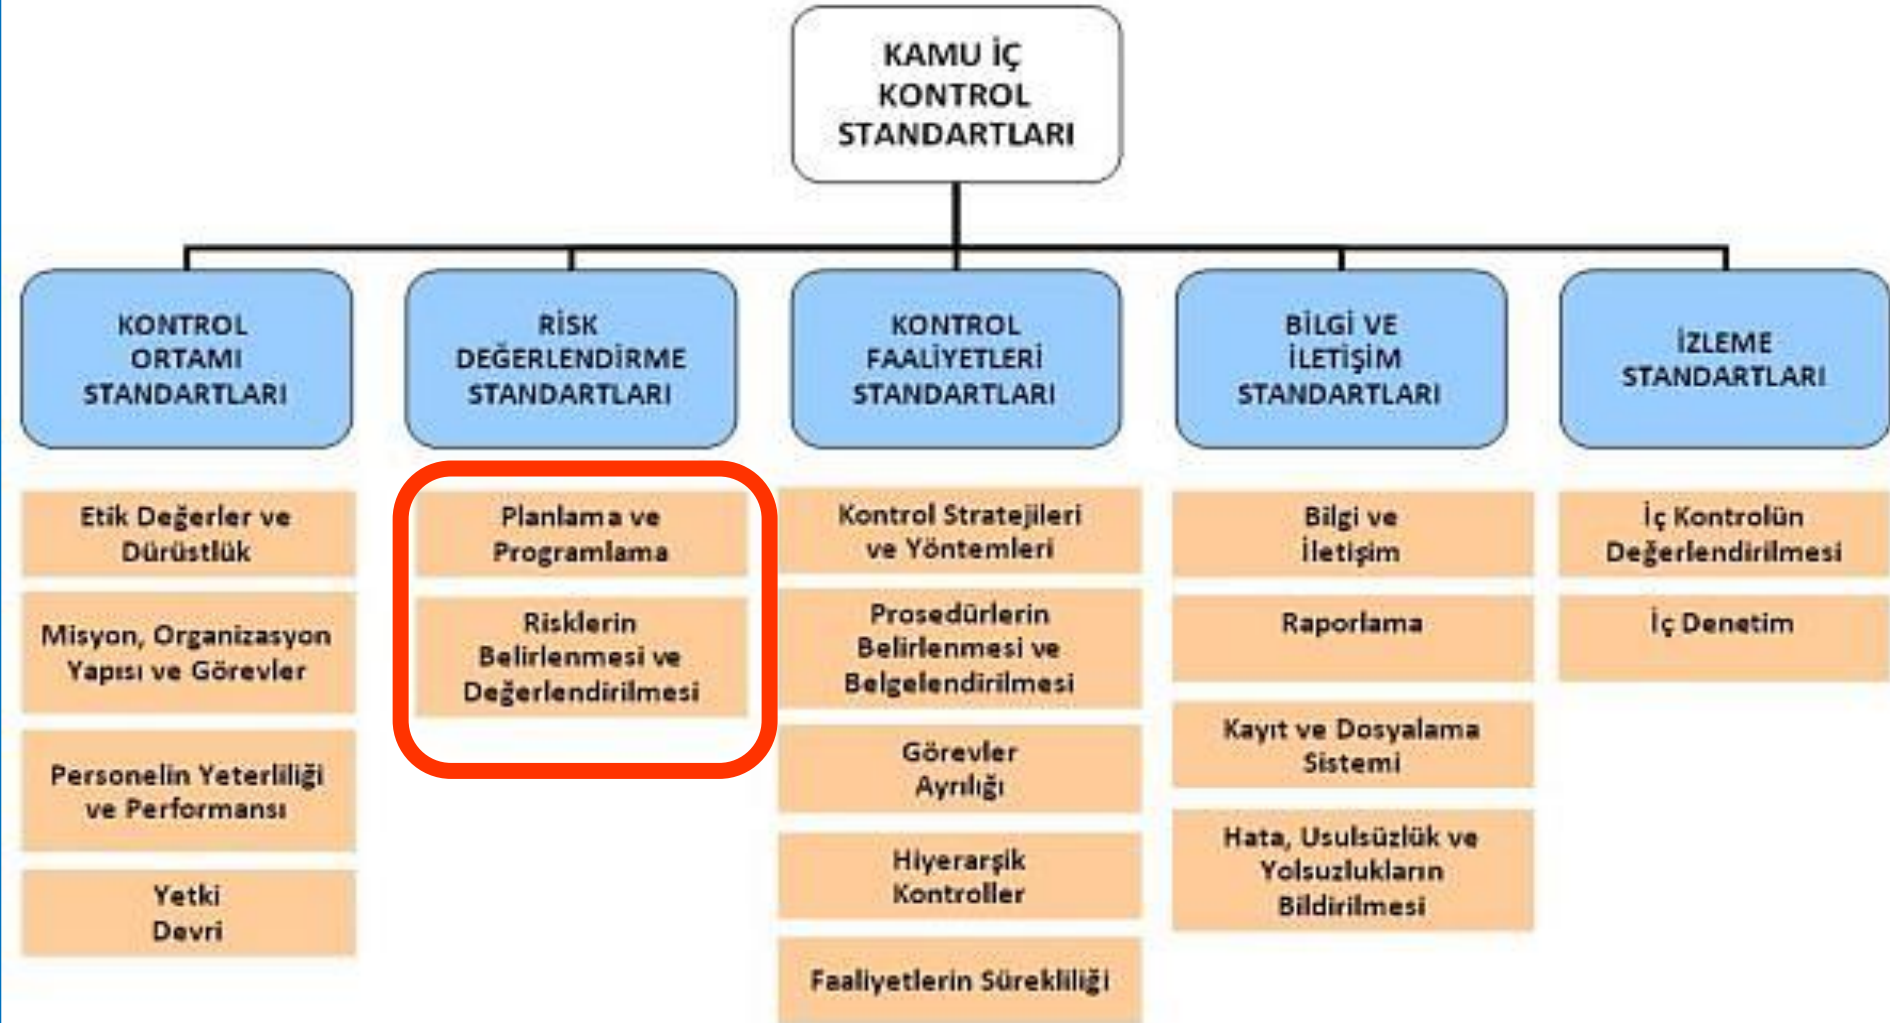 KAMU İÇ
KONTROL
STANDARTLARI
KONTROL
ORTAMI
STANDARTLARI
Etik Değerler ve
Dürüstlük
Misyon, Organizasyon
Yapısı ve Görevler
Personelin Yeterliliği
ve Performansı
Yetki
Devri
RİSK
DEĞERLENDİRME
STANDARTLARI
Planlama ve
Programlama
Risklerin
Belirlenmesi ve
Değerlendirilmesi
KONTROL
FAALİYETLERİ
STANDARTLARI
Kontrol Stratejileri
ve Yöntemleri
Prosedürlerin
Belirlenmesi ve
Belgelendirilmesi
Görevler
Ayrılığı
Hiyerarşik
Kontroller
Faaliyetlerin Sürekliliği
BİLGİ VE
İLETİŞİM
STANDARTLARI
Bilgi ve
İletişim
Raporlama
Kayıt ve Dosyalama
Sistemi
Hata, Usulsüzlük ve
Yolsuzlukların
Bildirilmesi
İZLEME
STANDARTLARI
İç Kontrolün
Değerlendirilmesi
İç Denetim